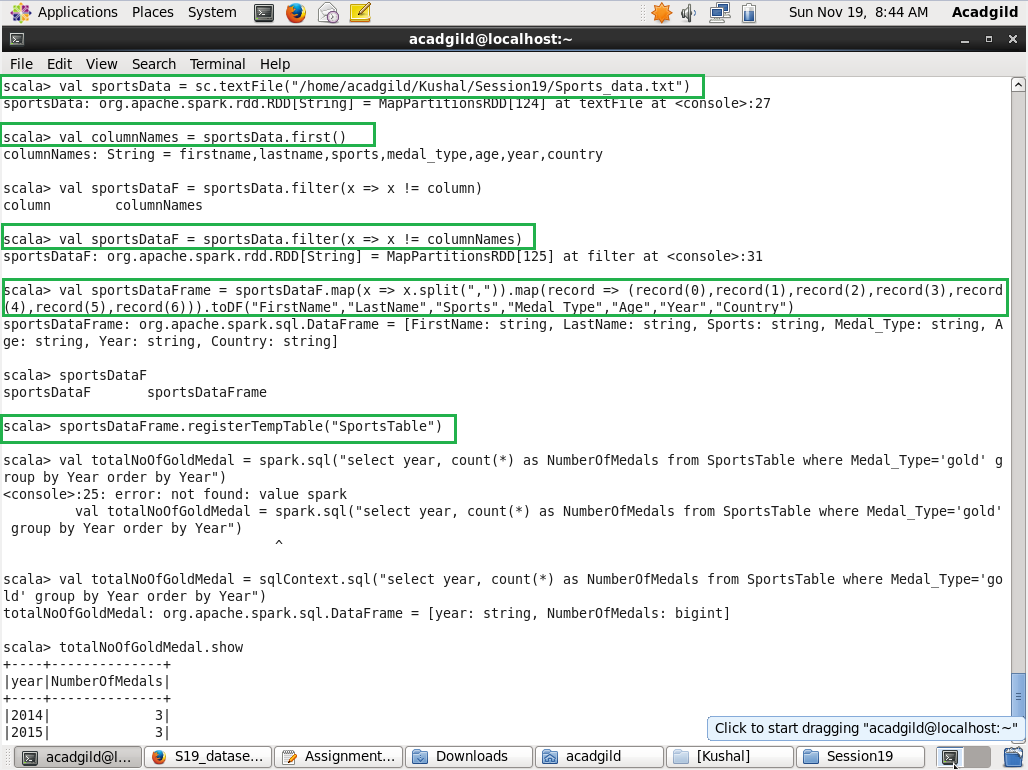 Applications Places System Sun Nov 19, 8:44 AM Acadgild
acadgild@localhost:~
File Edit View Search Terminal Help
scala> val sportsData = sc.textFile("/home/acadgild/Kushal/Session19/Sports_data.txt")
sportsData: org.apache.spark.rdd.RDD[String] = MapPartitionsRDD[124] at textFile at <console>:27
scala> val columnNames = sportsData.first()
columnNames: String = firstname,lastname,sports,medal_type,age,year,country
scala> val sportsDataF = sportsData.filter(x => x != column)
column columnNames
scala> val sportsDataF = sportsData.filter(x => x != columnNames)
sportsDataF: org.apache.spark.rdd.RDD[String] = MapPartitionsRDD[125] at filter at <console>:31
scala> val sportsDataFrame = sportsDataF.map(x => x.split(",")).map(record => (record(0),record(1),record(2),record(3),record
(4),record(5),record(6))).toDF("FirstName","LastName","Sports","Medal_Type","Age","Year","Country")
sportsDataFrame: org.apache.spark.sql.DataFrame = [FirstName: string, LastName: string, Sports: string, Medal_Type: string, A
ge: string, Year: string, Country: string]
scala> sportsDataF
sportsDataF sportsDataFrame
scala> sportsDataFrame.registerTempTable("SportsTable")
scala> val totalNoOfGoldMedal = spark.sql("select year, count(*) as NumberOfMedals from SportsTable where Medal_Type='gold' g
roup by Year order by Year")
<console>:25: error: not found: value spark
val totalNoOfGoldMedal = spark.sql("select year, count(*) as NumberOfMedals from SportsTable where Medal_Type='gold'
group by Year order by Year")
^
scala> val totalNoOfGoldMedal = sqlContext.sql("select year, count(*) as NumberOfMedals from SportsTable where Medal_Type='go
ld' group by Year order by Year")
totalNoOfGoldMedal: org.apache.spark.sql.DataFrame = [year: string, NumberOfMedals: bigint]
scala> totalNoOfGoldMedal.show
+----+--------------+
|year|NumberOfMedals|
+----+--------------+
|2014| 3|
|2015| 3|
Click to start dragging "acadgild@localhost:~"
acadgild@l... S19_datase... Assignment... Downloads acadgild [Kushal] Session19